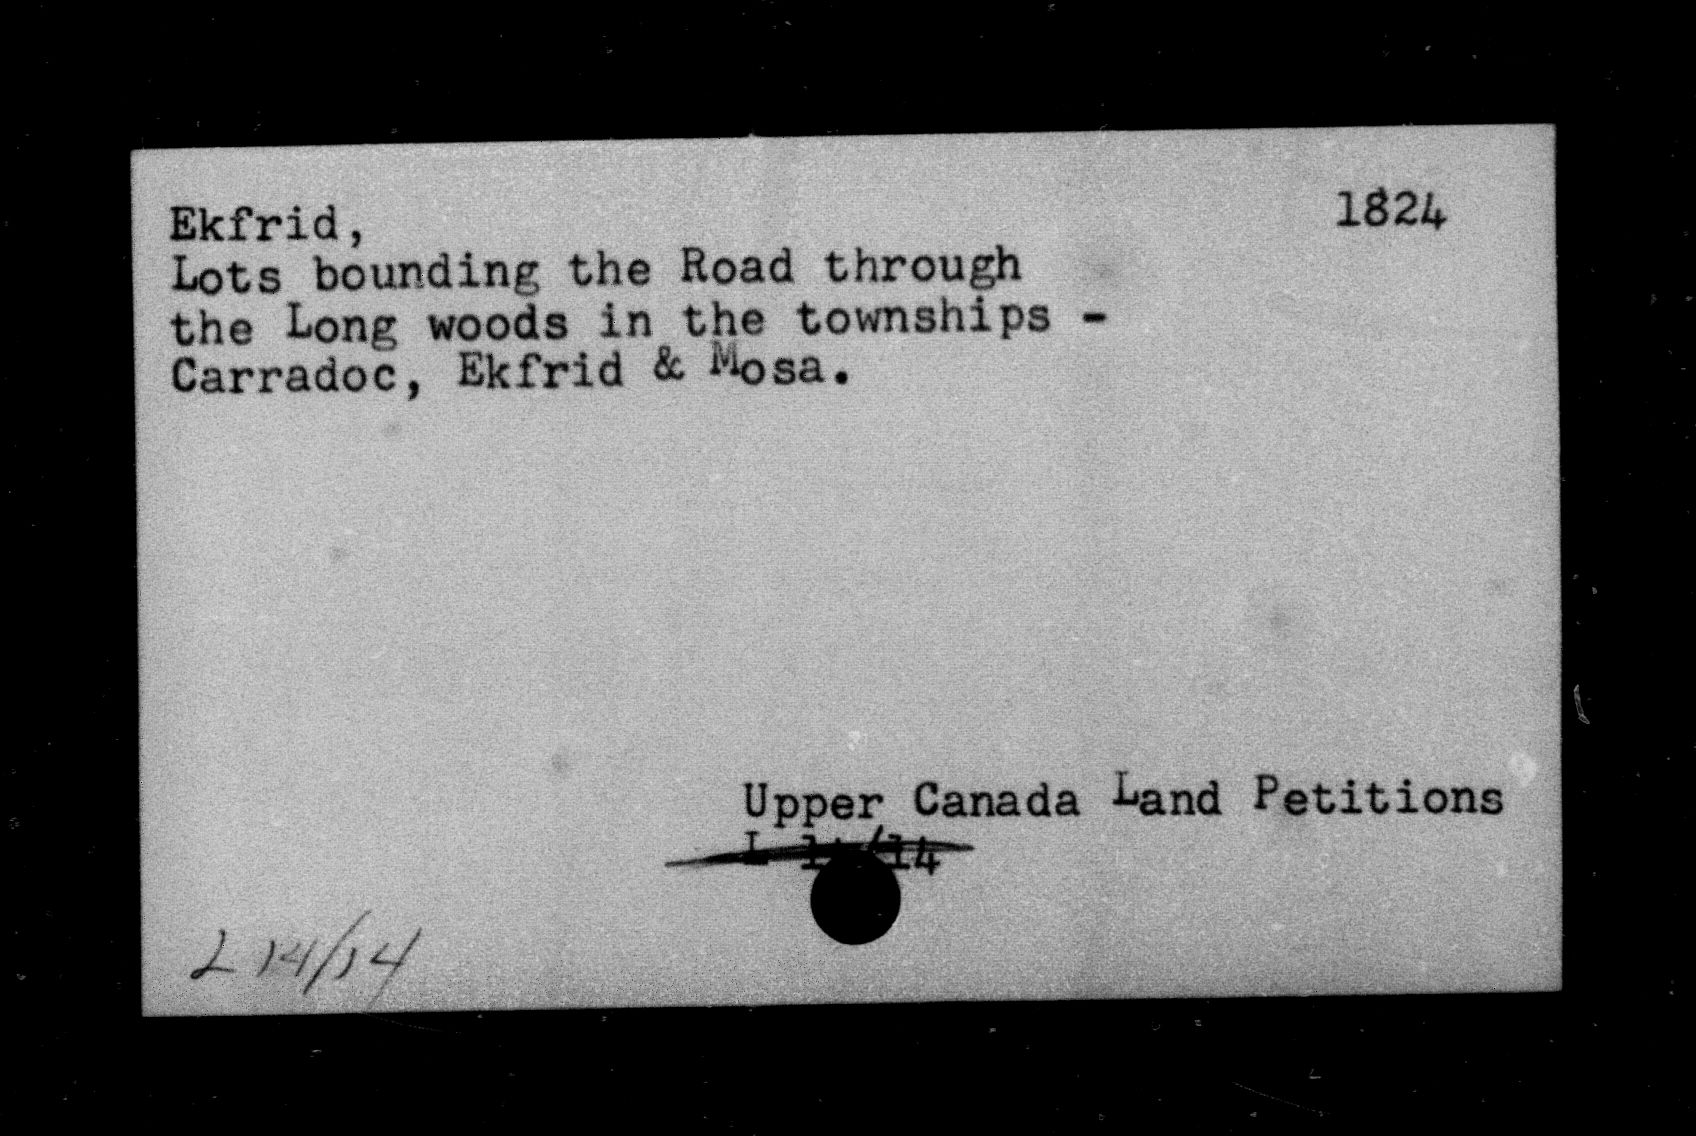 Ekfrid, 1824
Lots bounding the Road through
the Long woods in the townships -
Carradoc, Ekfrid & Mosa.
Upper Canada Land Petitions
L /14
L 14/14